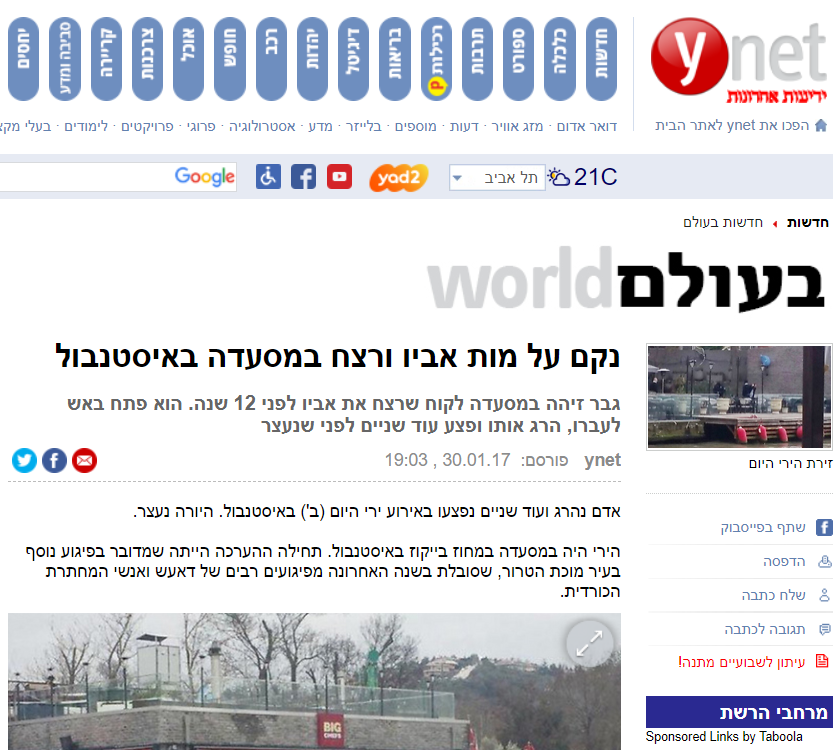 ynet
ידיעות אחרונות
הפכו את ynet לאתר הבית
חדשות
כלכלה
ספורט
תרבות
רכילות
בריאות
דיגיטל
יהדות
רכב
חופש
אוכל
צרכנות
קריירה
סביבה ומדע
יחסים
דואר אדום · מזג אוויר · דעות · מוספים · בלייזר · מדע · אסטרולוגיה · פרוגי · פרויקטים · לימודים · בעלי מקצ
21C
תל אביב
yad2
Google
חדשות
חדשות בעולם
בעולם world
נקם על מות אביו ורצח במסעדה באיסטנבול
גבר זיהה במסעדה לקוח שרצח את אביו לפני 12 שנה. הוא פתח באש
לעברו, הרג אותו ופצע עוד שניים לפני שנעצר
ynet פורסם: 30.01.17 , 19:03
אדם נהרג ועוד שניים נפצעו באירוע ירי היום (ב') באיסטנבול. היורה נעצר.
הירי היה במסעדה במחוז בייקוז באיסטנבול. תחילה ההערכה הייתה שמדובר בפיגוע נוסף
בעיר מוכת הטרור, שסובלת בשנה האחרונה מפיגועים רבים של דאעש ואנשי המחתרת
הכורדית.
BIG
CHEFS
זירת הירי היום
שתף בפייסבוק
הדפסה
שלח כתבה
תגובה לכתבה
עיתון לשבועיים מתנה!
מרחבי הרשת
Sponsored Links by Taboola